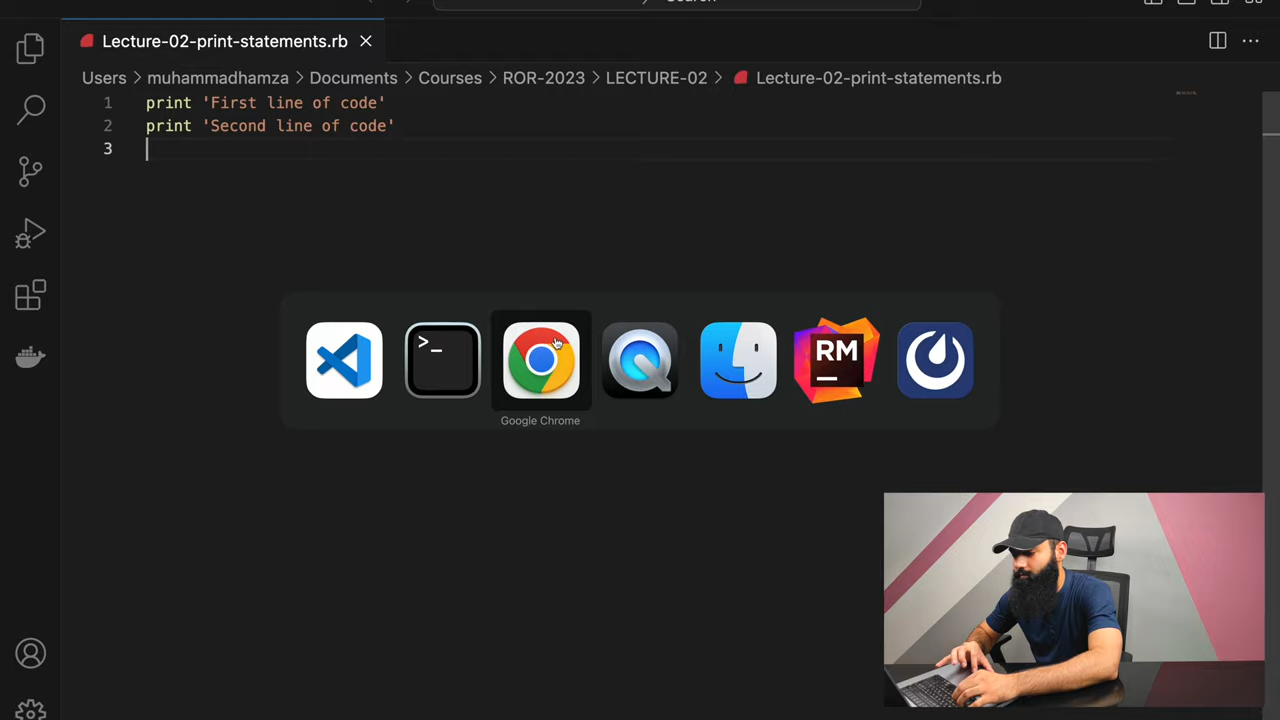 Search
Lecture-02-print-statements.rb
Users > muhammadhamza > Documents > Courses > ROR-2023 > LECTURE-02 > Lecture-02-print-statements.rb
1 print 'First line of code'
2 print 'Second line of code'
3
>_
RM
Google Chrome